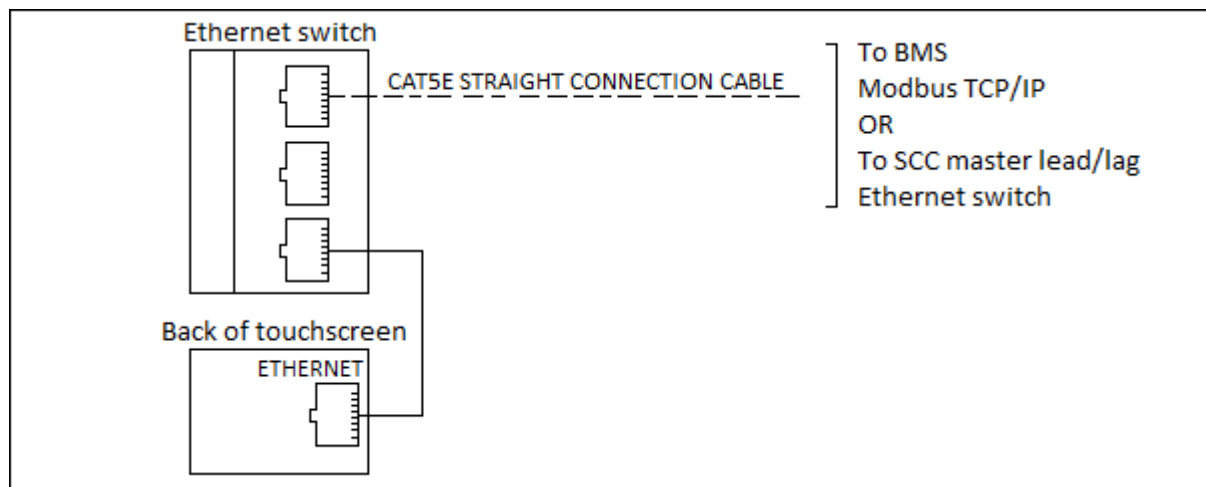 Ethernet switch
CAT5E STRAIGHT CONNECTION CABLE
To BMS
Modbus TCP/IP
OR
To SCC master lead/lag
Ethernet switch
Back of touchscreen
ETHERNET